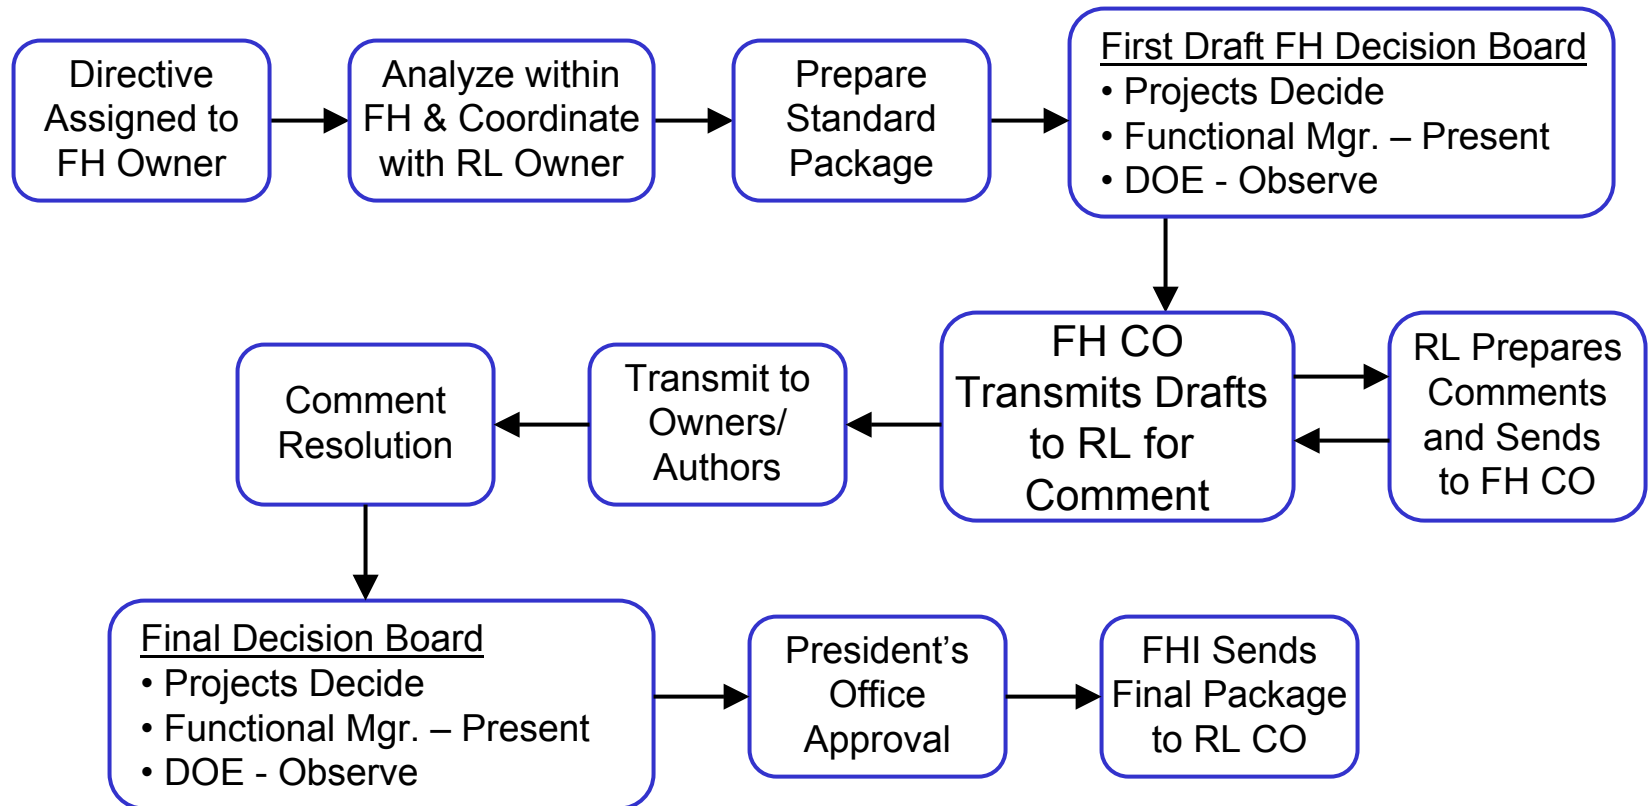 Directive
Assigned to
FH Owner
Analyze within
FH & Coordinate
with RL Owner
Prepare
Standard
Package
First Draft FH Decision Board
• Projects Decide
• Functional Mgr. – Present
• DOE - Observe
FH CO
Transmits Drafts
to RL for
Comment
RL Prepares
Comments
and Sends
to FH CO
Transmit to
Owners/
Authors
Comment
Resolution
Final Decision Board
• Projects Decide
• Functional Mgr. – Present
• DOE - Observe
President’s
Office
Approval
FHI Sends
Final Package
to RL CO